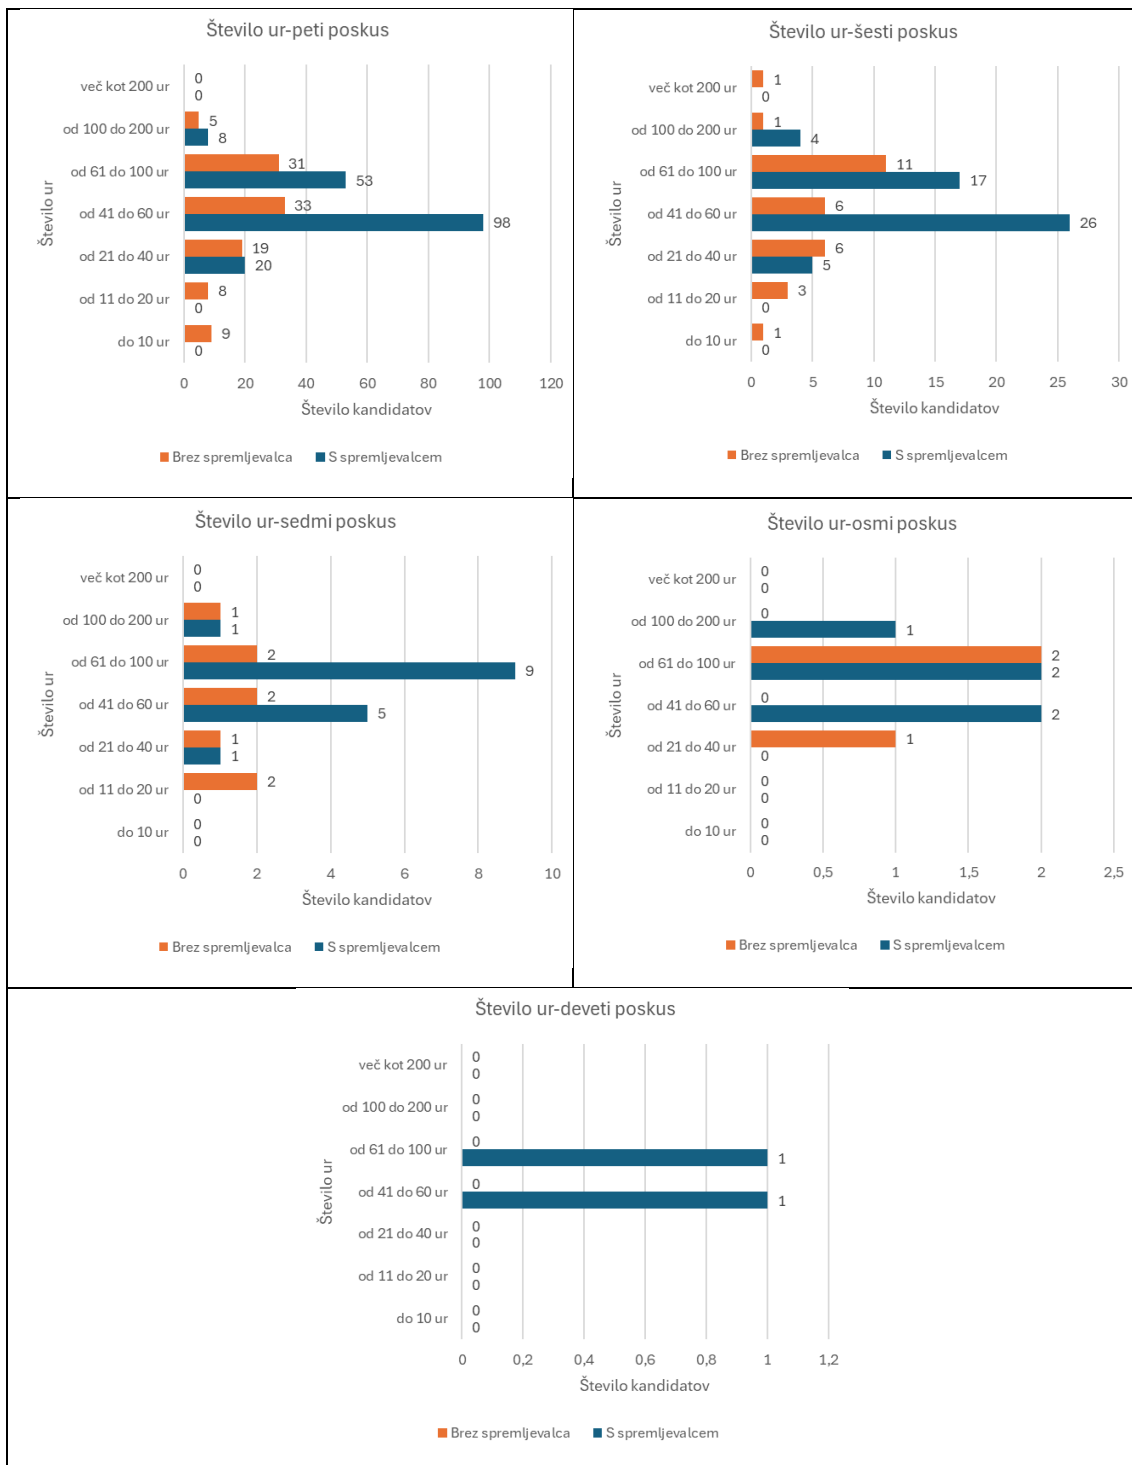 Število ur-peti poskus
več kot 200 ur 0
0
od 100 do 200 ur 5
8
od 61 do 100 ur 31
53
od 41 do 60 ur 33
98
od 21 do 40 ur 19
20
od 11 do 20 ur 8
0
do 10 ur 9
0
Število ur
0 20 40 60 80 100 120
Število kandidatov
Brez spremljevalca S spremljevalcem
Število ur-šesti poskus
več kot 200 ur 1
0
od 100 do 200 ur 1
4
od 61 do 100 ur 11
17
od 41 do 60 ur 6
26
od 21 do 40 ur 6
5
od 11 do 20 ur 3
0
do 10 ur 1
0
Število ur
0 5 10 15 20 25 30
Število kandidatov
Brez spremljevalca S spremljevalcem
Število ur-sedmi poskus
več kot 200 ur 0
0
od 100 do 200 ur 1
1
od 61 do 100 ur 2
9
od 41 do 60 ur 2
5
od 21 do 40 ur 1
1
od 11 do 20 ur 2
0
do 10 ur 0
0
Število ur
0 2 4 6 8 10
Število kandidatov
Brez spremljevalca S spremljevalcem
Število ur-osmi poskus
več kot 200 ur 0
0
od 100 do 200 ur 0
1
od 61 do 100 ur 2
2
od 41 do 60 ur 0
2
od 21 do 40 ur 1
0
od 11 do 20 ur 0
0
do 10 ur 0
0
Število ur
0 0,5 1 1,5 2 2,5
Število kandidatov
Brez spremljevalca S spremljevalcem
Število ur-deveti poskus
več kot 200 ur 0
0
od 100 do 200 ur 0
0
od 61 do 100 ur 0
1
od 41 do 60 ur 0
1
od 21 do 40 ur 0
0
od 11 do 20 ur 0
0
do 10 ur 0
0
Število ur
0 0,2 0,4 0,6 0,8 1 1,2
Število kandidatov
Brez spremljevalca S spremljevalcem